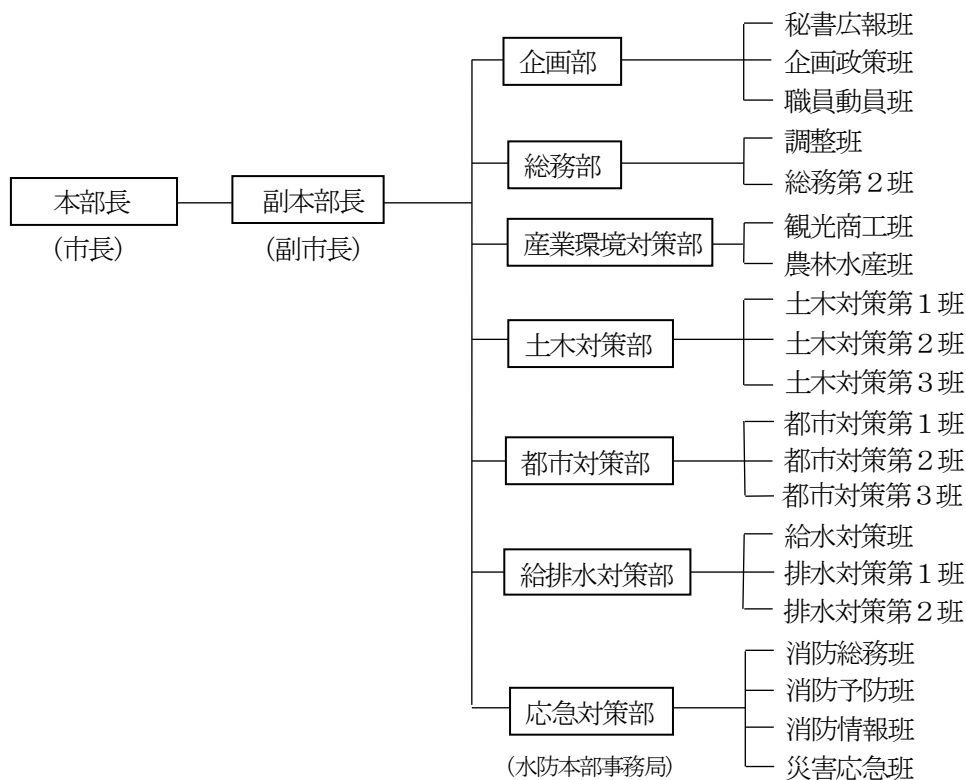 本部長
(市長)
副本部長
(副市長)
企画部
秘書広報班
企画政策班
職員動員班
総務部
調整班
総務第２班
産業環境対策部
観光商工班
農林水産班
土木対策部
土木対策第１班
土木対策第２班
土木対策第３班
都市対策部
都市対策第１班
都市対策第２班
都市対策第３班
給排水対策部
給水対策班
排水対策第１班
排水対策第２班
応急対策部
(水防本部事務局)
消防総務班
消防予防班
消防情報班
災害応急班